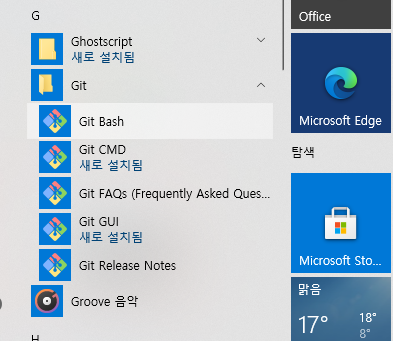 G
Ghostscript
새로 설치됨
Git
Git Bash
Git CMD
새로 설치됨
Git FAQs (Frequently Asked Ques...
Git GUI
새로 설치됨
Git Release Notes
Groove 음악
H
Office
Microsoft Edge
탐색
Microsoft Sto...
맑음
17°
18°
8°